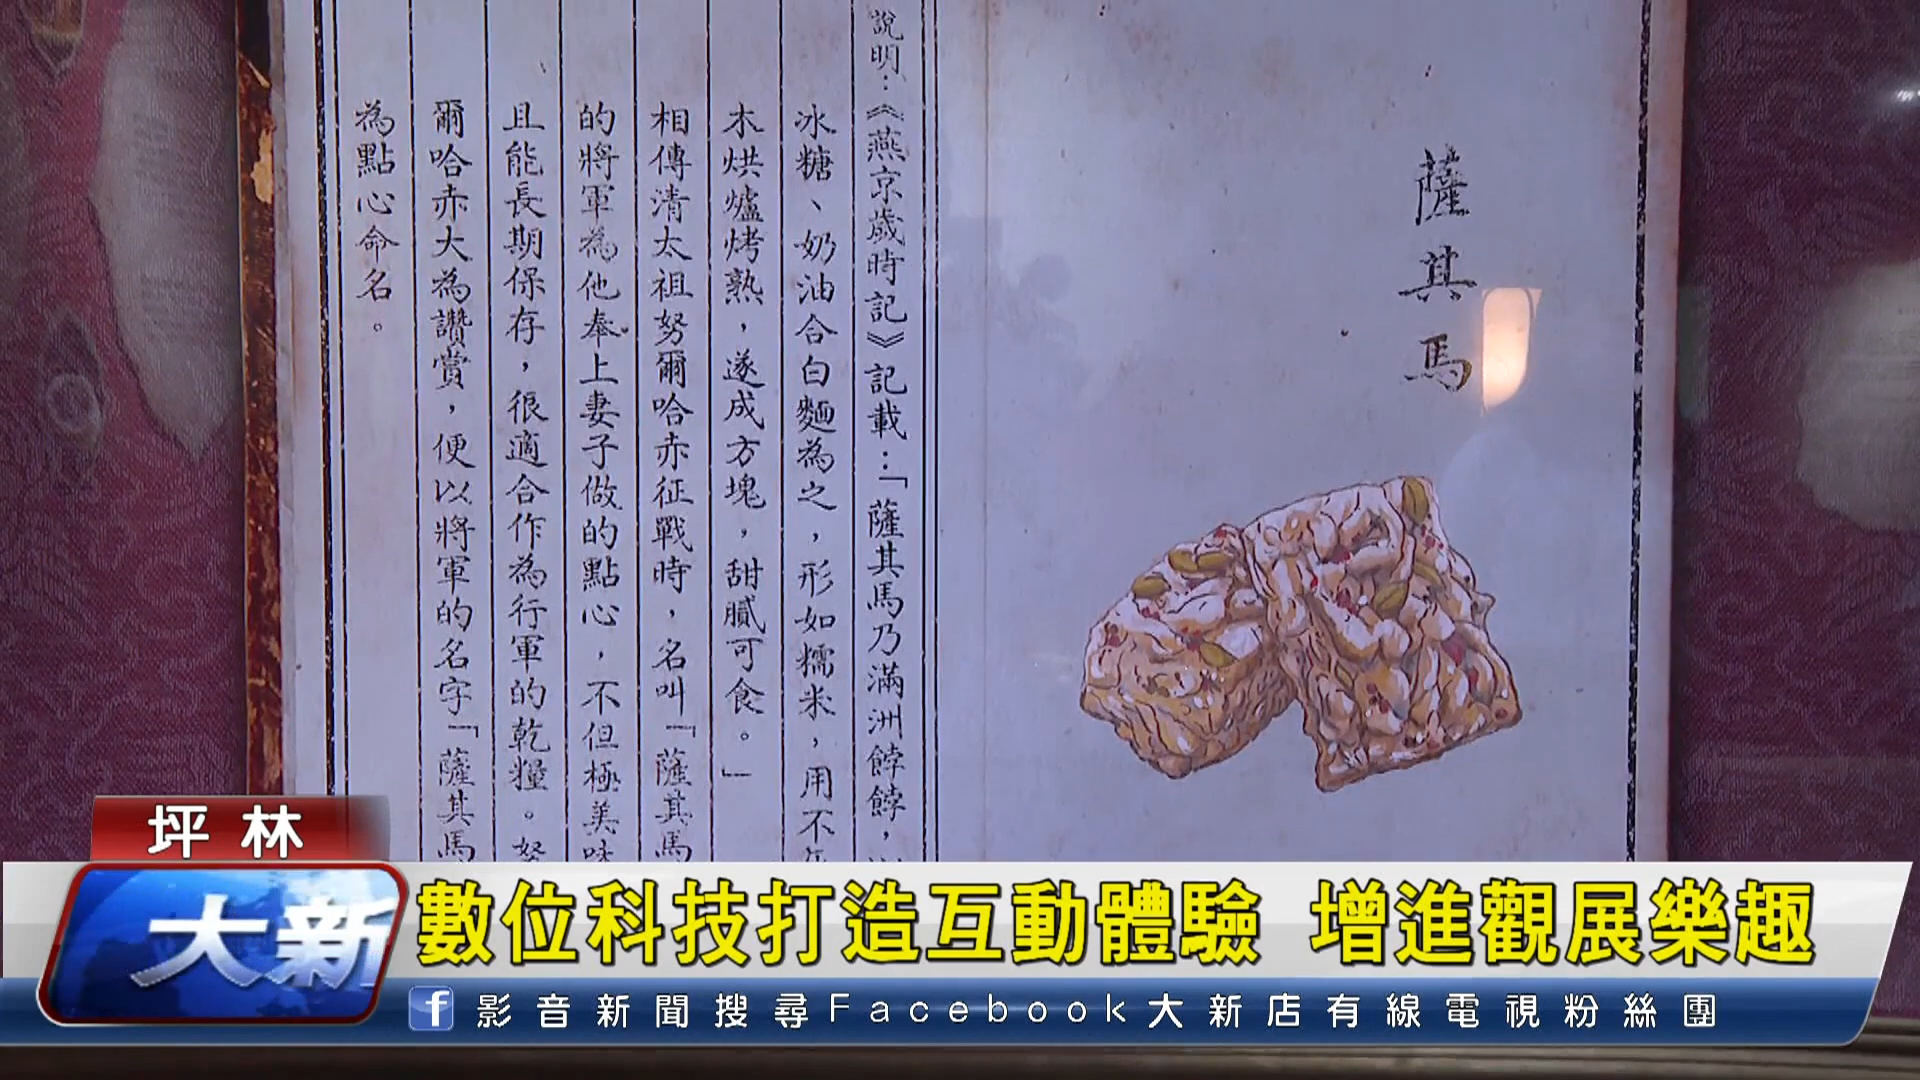 薩其馬
說明：《燕京歲時記》記載：「薩其馬乃滿洲餑餑，以
冰糖、奶油合白麵為之，形如糯米，用不
木烘爐烤熟，遂成方塊，甜膩可食。」
相傳清太祖努爾哈赤征戰時，名叫「薩其馬
的將軍為他奉上妻子做的點心，不但極美味
且能長期保存，很適合作為行軍的乾糧。努
爾哈赤大為讚賞，便以將軍的名字「薩其馬
為點心命名。
坪林
大新
數位科技打造互動體驗 增進觀展樂趣
影音新聞搜尋Facebook大新店有線電視粉絲團